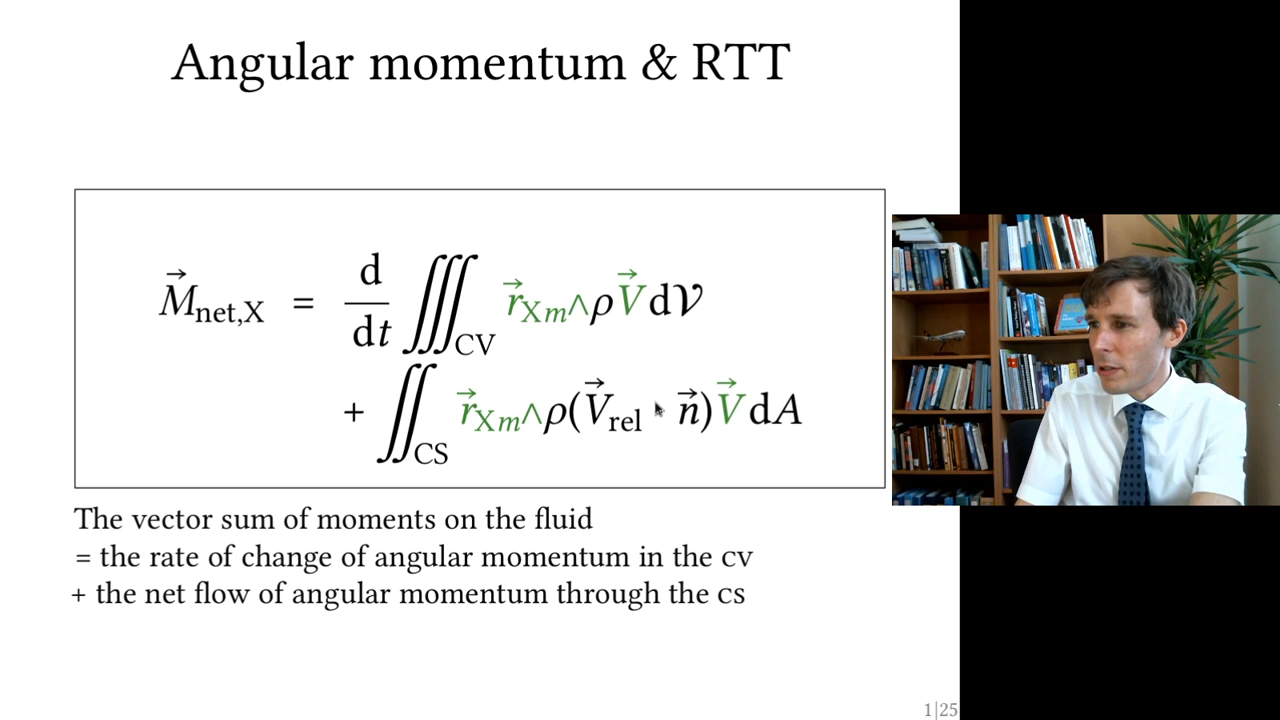 Angular momentum & RTT
M⃗net,X = d/dt ∭CV r⃗Xm∧ρV⃗d𝒱
+ ∬CS r⃗Xm∧ρ(V⃗rel · n⃗)V⃗dA
The vector sum of moments on the fluid
= the rate of change of angular momentum in the CV
+ the net flow of angular momentum through the CS
1|25